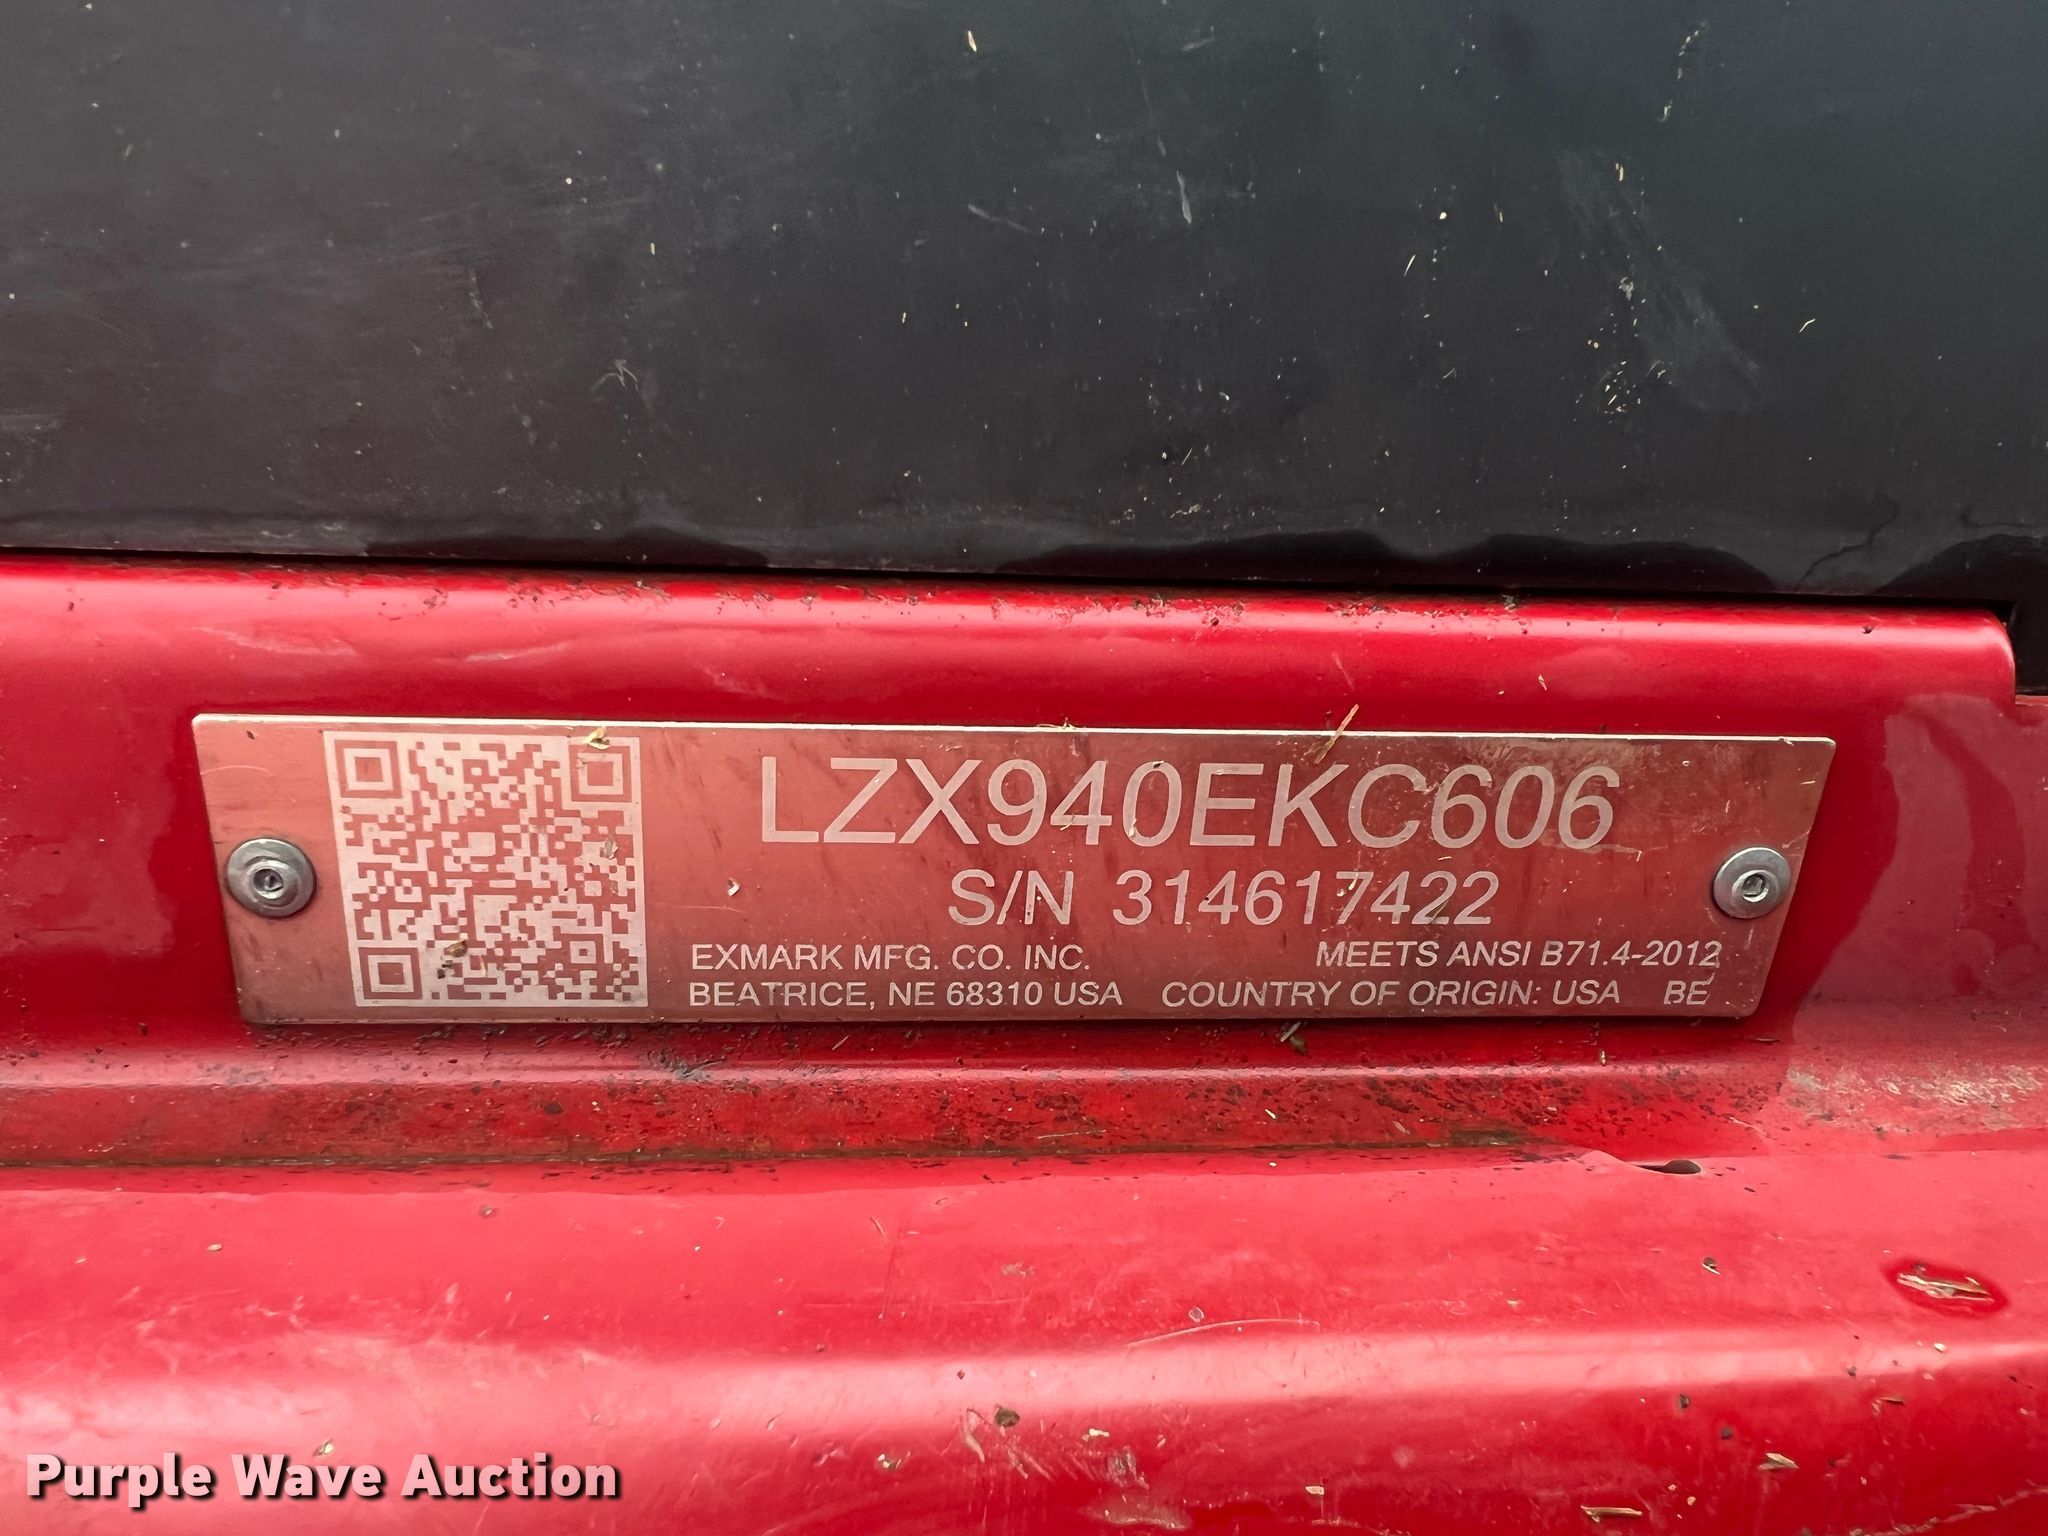 LZX940EKC606
S/N 314617422
EXMARK MFG. CO. INC. MEETS ANSI B71.4-2012
BEATRICE, NE 68310 USA COUNTRY OF ORIGIN: USA BE
Purple Wave Auction